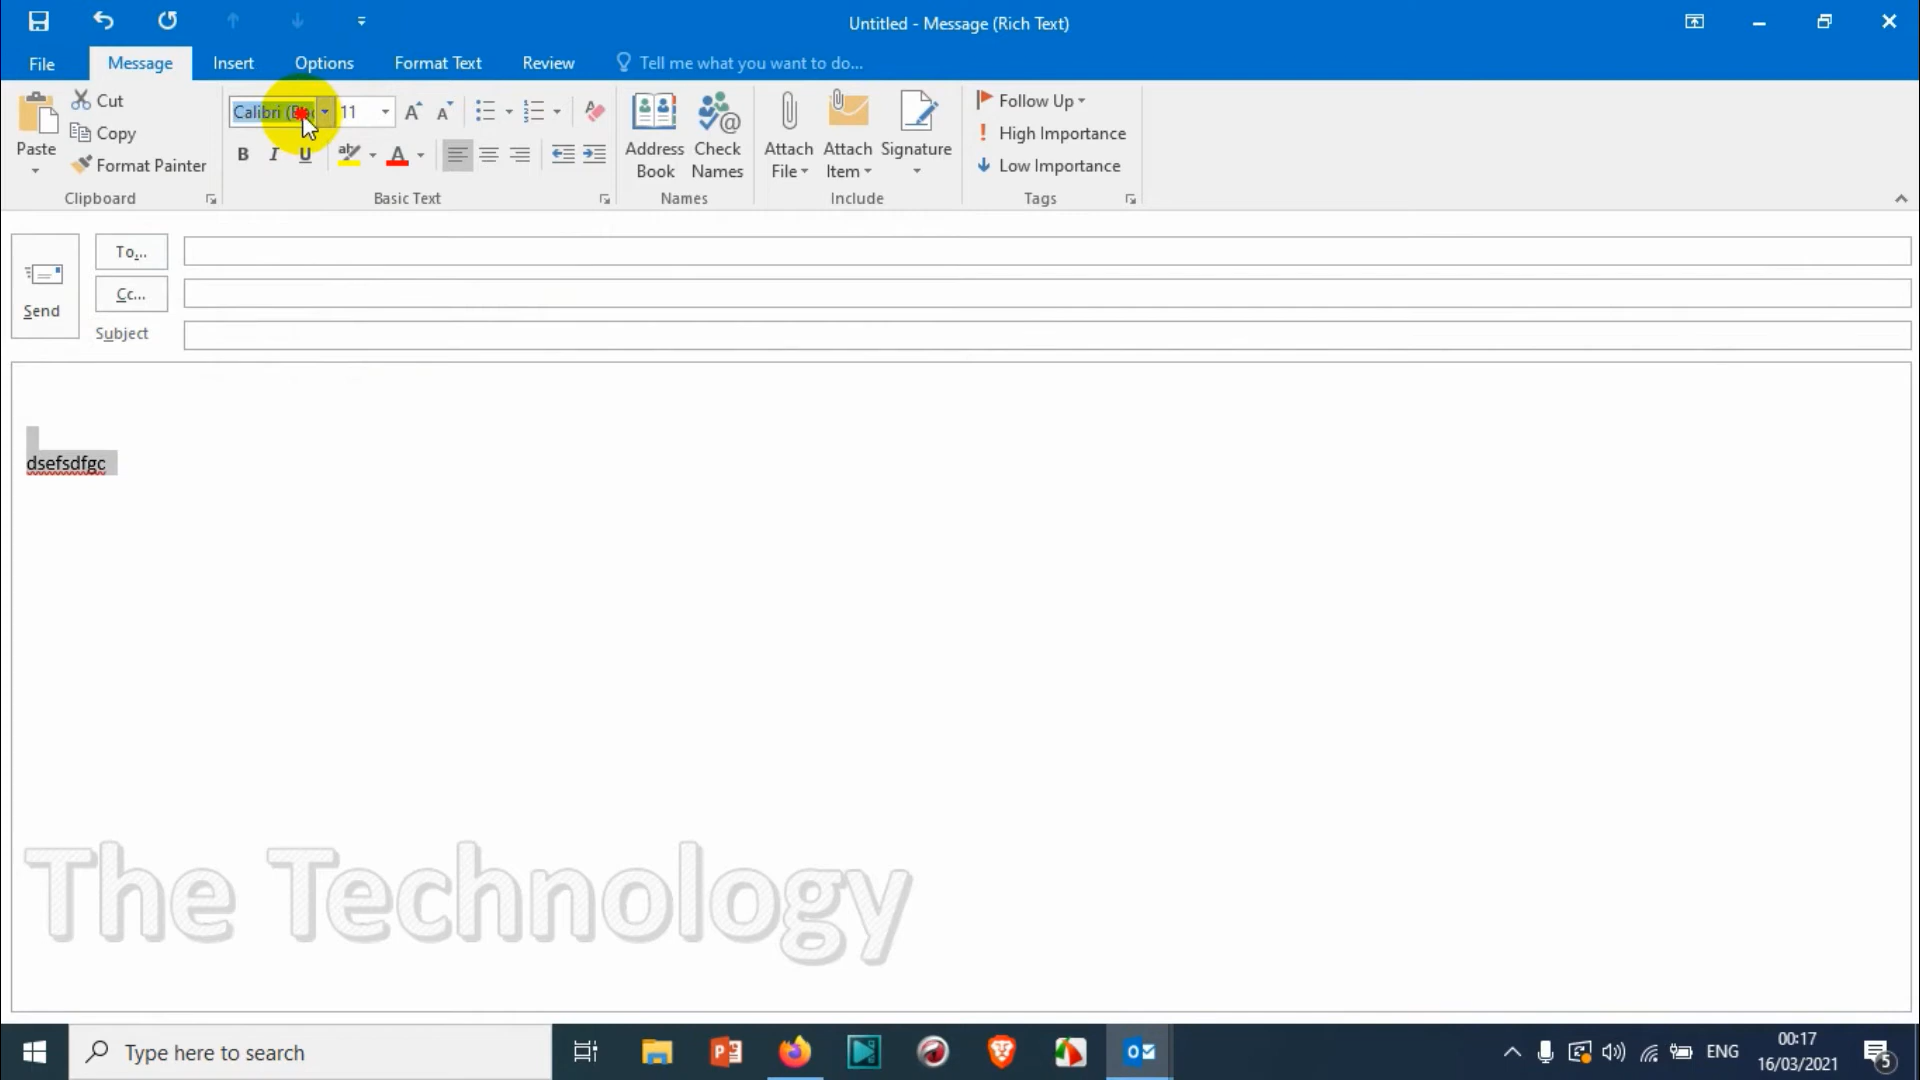 Untitled - Message (Rich Text)
File Message Insert Options Format Text Review Tell me what you want to do...
Paste
Cut
Copy
Format Painter
Clipboard
Calibri 11
B I U
Basic Text
Address Book
Check Names
Names
Attach File
Attach Item
Signature
Include
Follow Up
High Importance
Low Importance
Tags
Send
To...
Cc...
Subject
dsefsdfgc
The Technology
Type here to search
ENG
00:17
16/03/2021
5